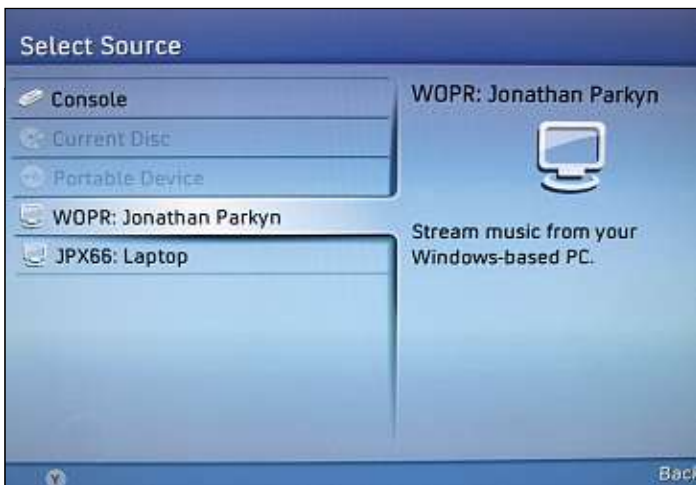 Select Source
Console
Current Disc
Portable Device
WOPR: Jonathan Parkyn
JPX66: Laptop
WOPR: Jonathan Parkyn
Stream music from your
Windows-based PC.
Y
Back